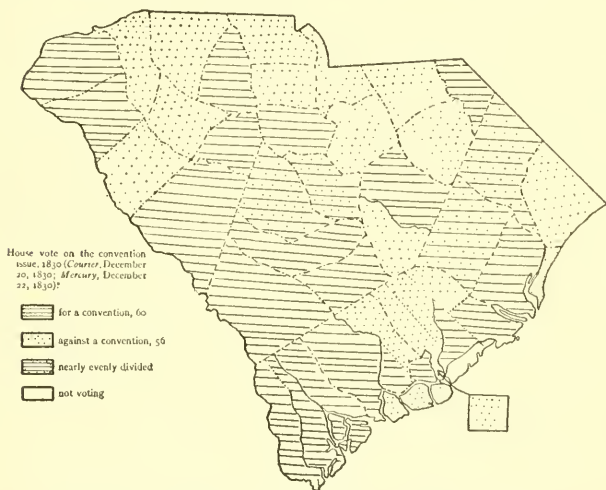 House vote on the convention
issue, 1830 (Courier, December
20, 1830; Mercury, December
22, 1830):
for a convention, 60
against a convention, 56
nearly evenly divided
not voting